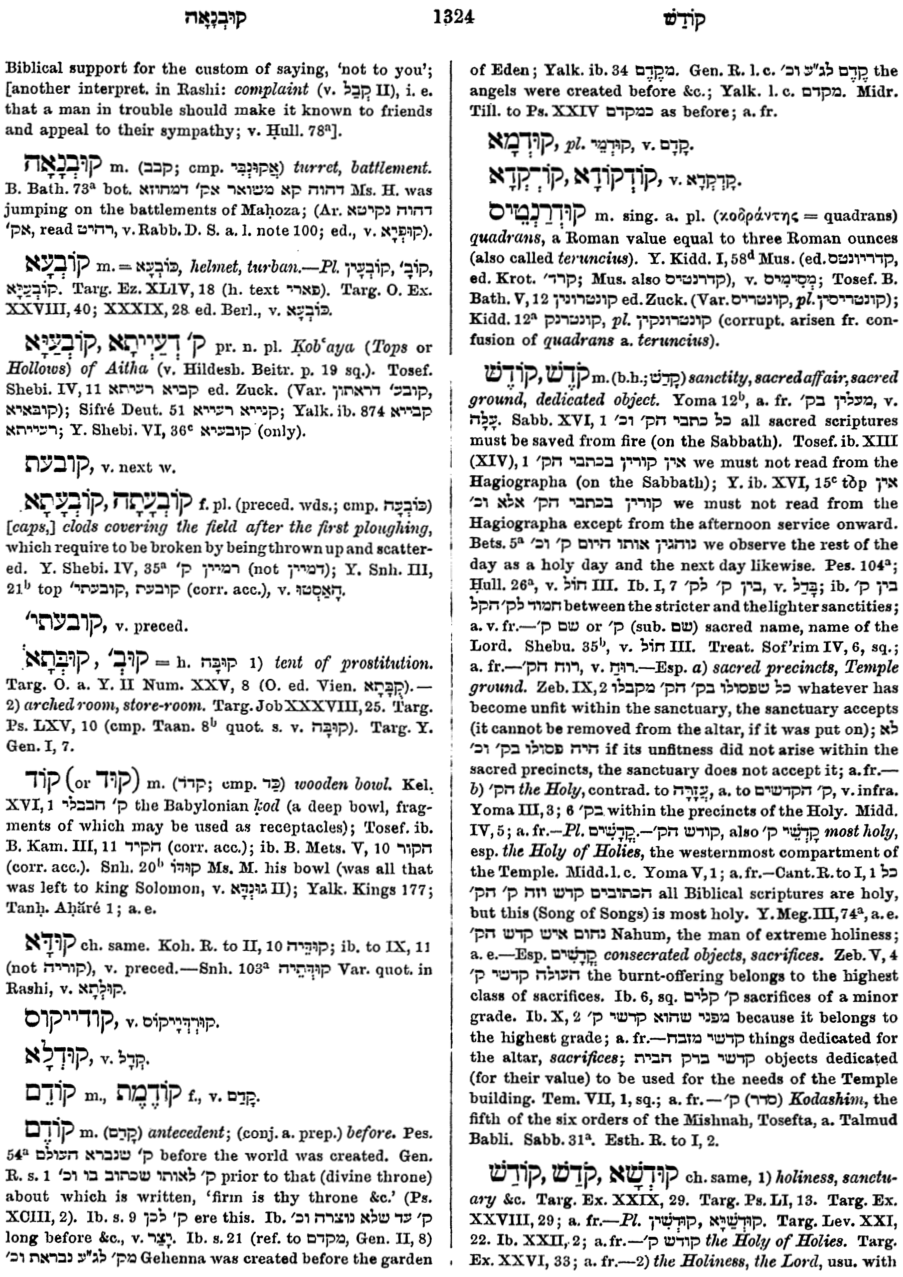 קוּבְנָאָה 1324 קוֹדֶשׁ
Biblical support for the custom of saying, 'not to you';
[another interpret. in Rashi: complaint (v. קְבַל II), i. e.
that a man in trouble should make it known to friends
and appeal to their sympathy; v. Ḥull. 78ᵃ].
קוּבְנָאָה m. (קבב; cmp. אֲקוּבְּנֵי) turret, battlement.
B. Bath. 73ᵃ bot. דהות קא משואר אק' דמחוזא Ms. H. was
jumping on the battlements of Maḥoza; (Ar. דהות נקיטא
אק', read רהיט, v. Rabb. D. S. a. l. note 100; ed., v. קוּפְיָא).
קוֹבְעָא m. = כּוֹבְעָא, helmet, turban.—Pl. קוֹבְעִין, קוֹב',
קוֹבְעַיָּא. Targ. Ez. XLIV, 18 (h. text פארי). Targ. O. Ex.
XXVIII, 40; XXXIX, 28 ed. Berl., v. כּוֹבְעָא.
קוֹבְעַיָּא, ק' דְעַיְיתָא pr. n. pl. Ḳob‘aya (Tops or
Hollows) of Aitha (v. Hildesh. Beitr. p. 19 sq.). Tosef.
Shebi. IV, 11 קביא רעיתא ed. Zuck. (Var. קובב' דראתון,
קובאיא); Sifré Deut. 51 קנייא רעייא; Yalk. ib. 874 קבייא
רעייתא; Y. Shebi. VI, 36ᶜ קובעיא (only).
קובעת, v. next w.
קוֹבְעָתָה, קוֹבְעָתָא f. pl. (preced. wds.; cmp. כּוֹבָעָה)
[caps,] clods covering the field after the first ploughing,
which require to be broken by being thrown up and scatter-
ed. Y. Shebi. IV, 35ᵃ רמיין ק' (not דמיין); Y. Snh. III,
21ᵇ top קובעת, קובעתי' (corr. acc.), v. חָאַסְטוּ.
קובעתי', v. preced.
קוּבְּתָא, קוּבְ' = h. קוּבָּה 1) tent of prostitution.
Targ. O. a. Y. II Num. XXV, 8 (O. ed. Vien. קֻבְּתָא).—
2) arched room, store-room. Targ. Job XXXVIII, 25. Targ.
Ps. LXV, 10 (cmp. Taan. 8ᵇ quot. s. v. קוּבָּה). Targ. Y.
Gen. I, 7.
קוֹד (or קוּד) m. (קדד; cmp. כַּד) wooden bowl. Kel.
XVI, 1 ק' הבבלי the Babylonian ḳod (a deep bowl, frag-
ments of which may be used as receptacles); Tosef. ib.
B. Kam. III, 11 הקיד (corr. acc.); ib. B. Mets. V, 10 הקור
(corr. acc.). Snh. 20ᵇ קוּדוֹ Ms. M. his bowl (was all that
was left to king Solomon, v. גּוּנְדָּא II); Yalk. Kings 177;
Tanḥ. Aḥăré 1; a. e.
קוּדָא ch. same. Koh. R. to II, 10 קוּדֵיהּ; ib. to IX, 11
(not קורייה), v. preced.—Snh. 103ᵃ קוּדְתֵיהּ Var. quot. in
Rashi, v. קוּלְתָא.
קודייקוס, v. קוּרְדְּיָיקוֹס.
קוּדְלָא, v. קְדָל.
קוֹדֵם m., קוֹדֶמֶת f., v. קָדַם.
קוֹדֶם m. (קָדַם) antecedent; (conj. a. prep.) before. Pes.
54ᵃ ק' שנברא העולם before the world was created. Gen.
R. s. 1 ק' לאותו שכתוב בו וכ' prior to that (divine throne)
about which is written, 'firm is thy throne &c.' (Ps.
XCIII, 2). Ib. s. 9 ק' לכן ere this. Ib. ק' עד שלא נוצרה וכ'
long before &c., v. יָצַר. Ib. s. 21 (ref. to מקדם, Gen. II, 8)
מק' לג"ע נבראת וכ' Gehenna was created before the garden
of Eden; Yalk. ib. 34 מִקֶּדֶם. Gen. R. l. c. קֶדֶם לג"ע וכ' the
angels were created before &c.; Yalk. l. c. מקדם. Midr.
Till. to Ps. XXIV כמקדם as before; a. fr.
קוּדְמָא, pl. קוּדְמֵי, v. קֳדָם.
קוֹדְקוֹדָא, קוֹדְקְדָא, v. קַדְקְדָא.
קוֹדְרַנְטֵיס m. sing. a. pl. (κοδράντης = quadrans)
quadrans, a Roman value equal to three Roman ounces
(also called teruncius). Y. Kidd. I, 58ᵈ Mus. (ed. קדריונטס,
ed. Krot. קרד'; Mus. also קדרנטיס), v. מְסִימִים; Tosef. B.
Bath. V, 12 קונטרונין ed. Zuck. (Var. קונטריס, pl. קונטריסין);
Kidd. 12ᵃ קונטרנק, pl. קונטרונקין (corrupt. arisen fr. con-
fusion of quadrans a. teruncius).
קֹדֶשׁ, קוֹדֶשׁ m. (b. h.; קָדַשׁ) sanctity, sacred affair, sacred
ground, dedicated object. Yoma 12ᵇ, a. fr. מעלין בק', v.
עָלָה. Sabb. XVI, 1 כל כתבי הק' וכ' all sacred scriptures
must be saved from fire (on the Sabbath). Tosef. ib. XIII
(XIV), 1 אין קורין בכתבי הק' we must not read from the
Hagiographa (on the Sabbath); Y. ib. XVI, 15ᶜ top אין
קורין בכתבי הק' אלא וכ' we must not read from the
Hagiographa except from the afternoon service onward.
Bets. 5ᵃ נוהגין אותו היום ק' וכ' we observe the rest of the
day as a holy day and the next day likewise. Pes. 104ᵃ;
Ḥull. 26ᵃ, v. חוֹל III. Ib. I, 7 בין ק' לק', v. בָּדַל; ib. בין ק'
חמור לק' הקל between the stricter and the lighter sanctities;
a. v. fr.—שם ק' or ק' (sub. שם) sacred name, name of the
Lord. Shebu. 35ᵇ, v. חוֹל III. Treat. Sof'rim IV, 6, sq.;
a. fr.—רוח הק', v. רוּחַ.—Esp. a) sacred precincts, Temple
ground. Zeb. IX, 2 כל שפסולו בק' הק' מקבלו whatever has
become unfit within the sanctuary, the sanctuary accepts
(it cannot be removed from the altar, if it was put on); לא
היה פסולו בק' וכ' if its unfitness did not arise within the
sacred precincts, the sanctuary does not accept it; a. fr.—
b) הק' the Holy, contrad. to עֲזָרָה, a. to ק' הקדשים, v. infra.
Yoma III, 3; 6 בק' within the precincts of the Holy. Midd.
IV, 5; a. fr.—Pl. קֳדָשִׁים.—קודש הק', also קָדְשֵׁי ק' most holy,
esp. the Holy of Holies, the westernmost compartment of
the Temple. Midd. l. c. Yoma V, 1; a. fr.—Cant. R. to I, 1 כל
הכתובים קדש וזה ק' הק' all Biblical scriptures are holy,
but this (Song of Songs) is most holy. Y. Meg. III, 74ᵃ, a. e.
נחום איש קדש הק' Nahum, the man of extreme holiness;
a. e.—Esp. קֳדָשִׁים consecrated objects, sacrifices. Zeb. V, 4
העולה קדשי ק' the burnt-offering belongs to the highest
class of sacrifices. Ib. 6, sq. ק' קלים sacrifices of a minor
grade. Ib. X, 2 מפני שהוא קדשי ק' because it belongs to
the highest grade; a. fr.—קדשי מזבח things dedicated for
the altar, sacrifices; קדשי ברק הבית objects dedicated
(for their value) to be used for the needs of the Temple
building. Tem. VII, 1, sq.; a. fr.—ק' (סדר) Kodashim, the
fifth of the six orders of the Mishnah, Tosefta, a. Talmud
Babli. Sabb. 31ᵃ. Esth. R. to I, 2.
קוּדְשָׁא, קֹדֶשׁ, קוֹדֶשׁ ch. same, 1) holiness, sanctu-
ary &c. Targ. Ex. XXIX, 29. Targ. Ps. LI, 13. Targ. Ex.
XXVIII, 29; a. fr.—Pl. קוּדְשַׁיָּא, קוּדְשִׁין. Targ. Lev. XXI,
22. Ib. XXII, 2; a. fr.—קודש ק' the Holy of Holies. Targ.
Ex. XXVI, 33; a. fr.—2) the Holiness, the Lord, usu. with